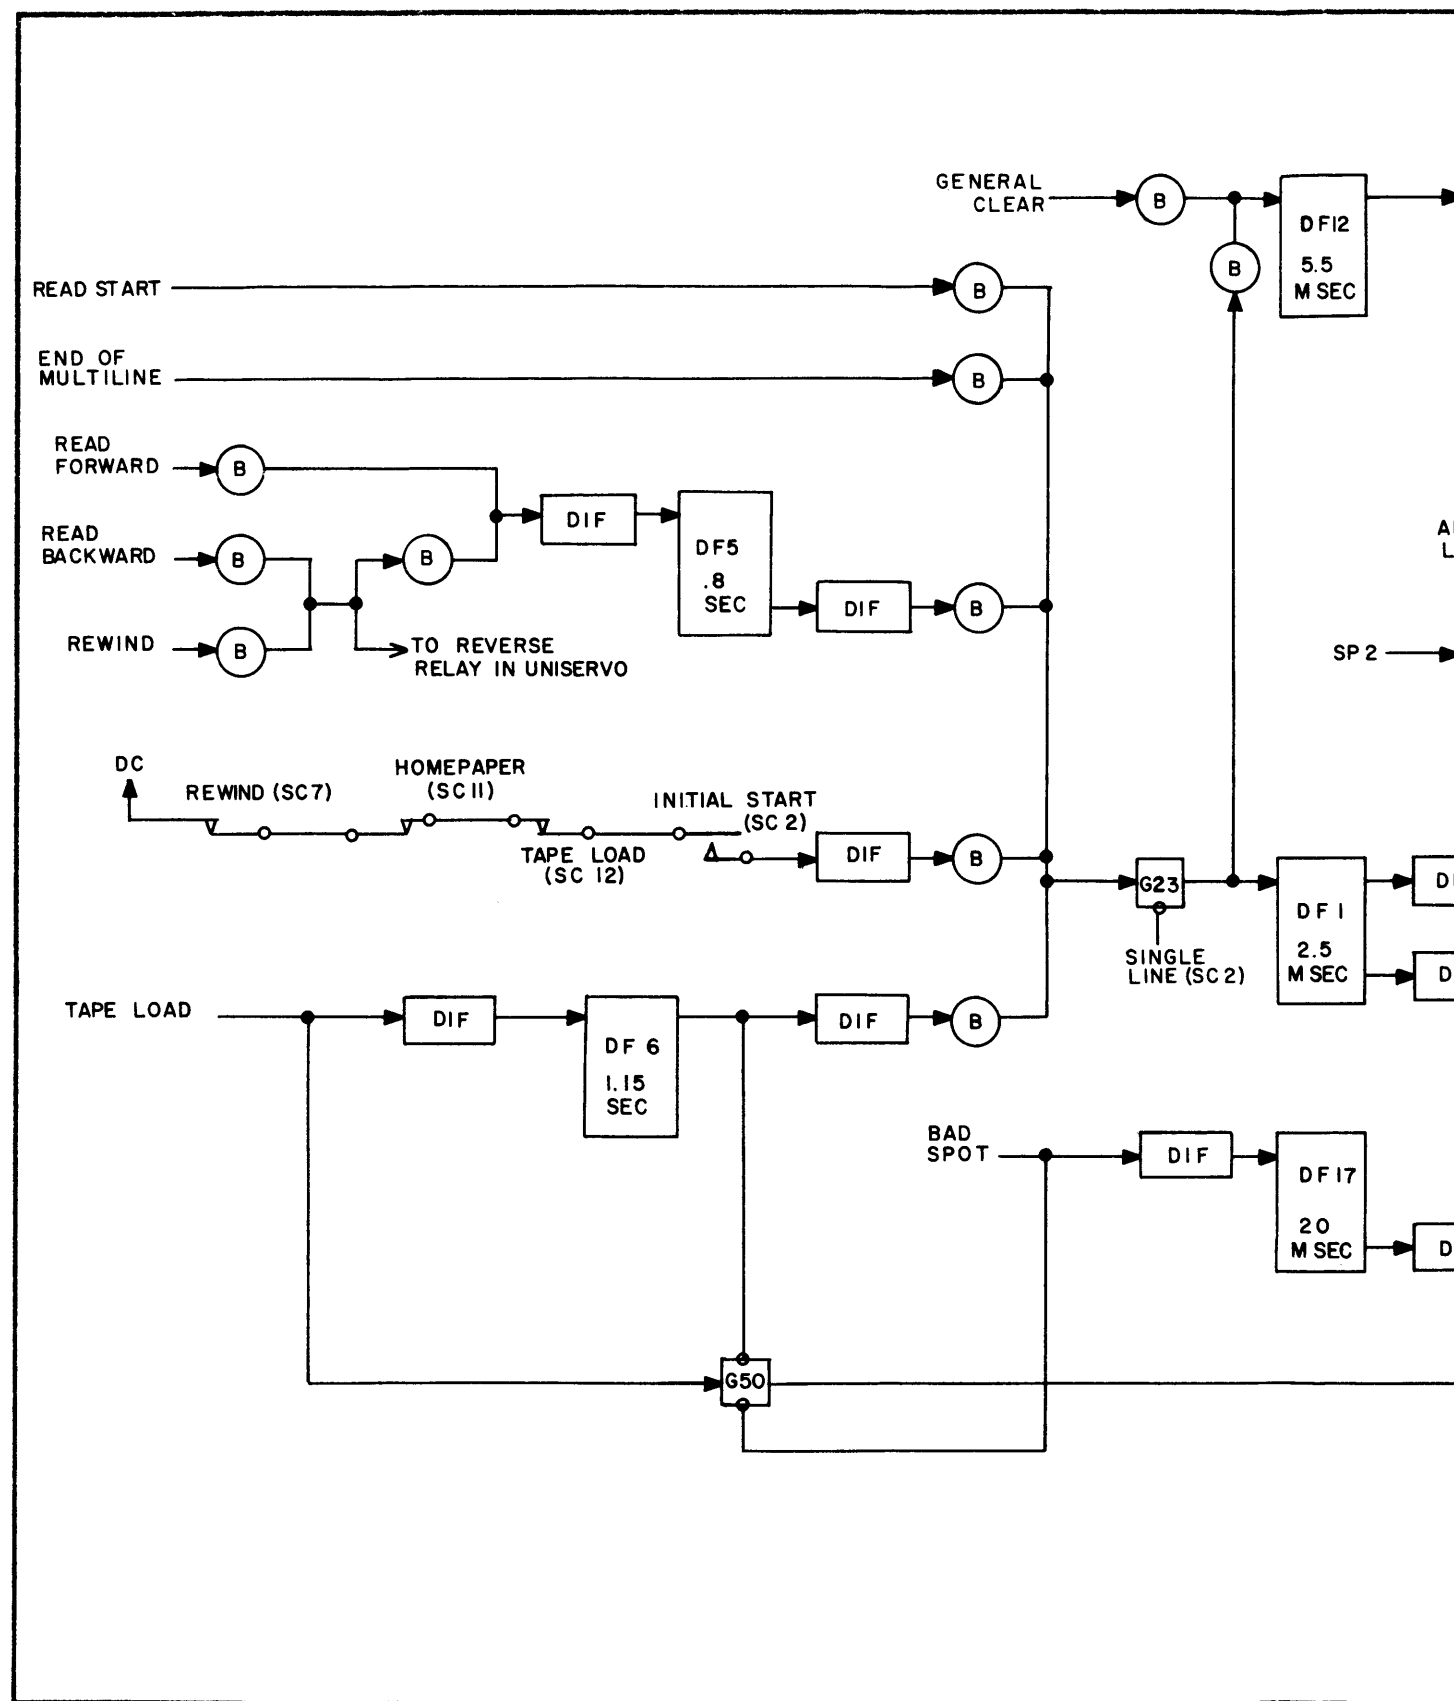 GENERAL
CLEAR
B
DF12
5.5
M SEC
B
READ START
B
END OF
MULTILINE
B
READ
FORWARD
B
DIF
DF5
.8
SEC
READ
BACKWARD
B
B
DIF
B
REWIND
B
TO REVERSE
RELAY IN UNISERVO
SP 2
DC
REWIND (SC7)
HOMEPAPER
(SC11)
TAPE LOAD
(SC 12)
INITIAL START
(SC 2)
DIF
B
G23
SINGLE
LINE (SC 2)
DF 1
2.5
M SEC
D
D
TAPE LOAD
DIF
DF 6
1.15
SEC
DIF
B
BAD
SPOT
DIF
DF 17
20
M SEC
D
G50